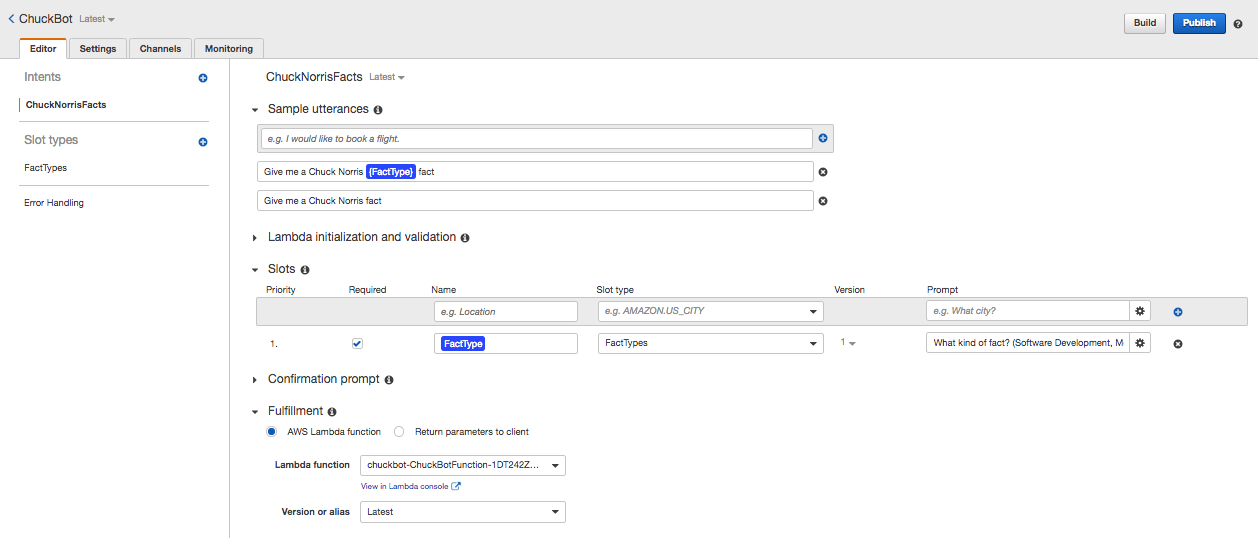 ChuckBot Latest
Build Publish
Editor Settings Channels Monitoring
Intents
ChuckNorrisFacts
Slot types
FactTypes
Error Handling
ChuckNorrisFacts Latest
Sample utterances
e.g. I would like to book a flight.
Give me a Chuck Norris {FactType} fact
Give me a Chuck Norris fact
Lambda initialization and validation
Slots
Priority Required Name Slot type Version Prompt
e.g. Location e.g. AMAZON.US_CITY e.g. What city?
1. FactType FactTypes 1 What kind of fact? (Software Development, M
Confirmation prompt
Fulfillment
AWS Lambda function Return parameters to client
Lambda function chuckbot-ChuckBotFunction-1DT242Z...
View in Lambda console
Version or alias Latest